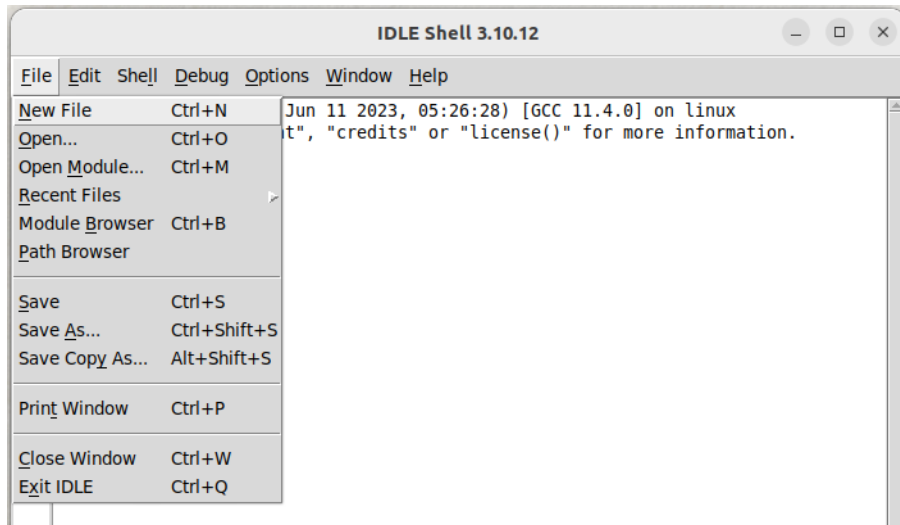 IDLE Shell 3.10.12
File Edit Shell Debug Options Window Help
New File Ctrl+N
Jun 11 2023, 05:26:28) [GCC 11.4.0] on linux
Open... Ctrl+O
t", "credits" or "license()" for more information.
Open Module... Ctrl+M
Recent Files
Module Browser Ctrl+B
Path Browser
Save Ctrl+S
Save As... Ctrl+Shift+S
Save Copy As... Alt+Shift+S
Print Window Ctrl+P
Close Window Ctrl+W
Exit IDLE Ctrl+Q